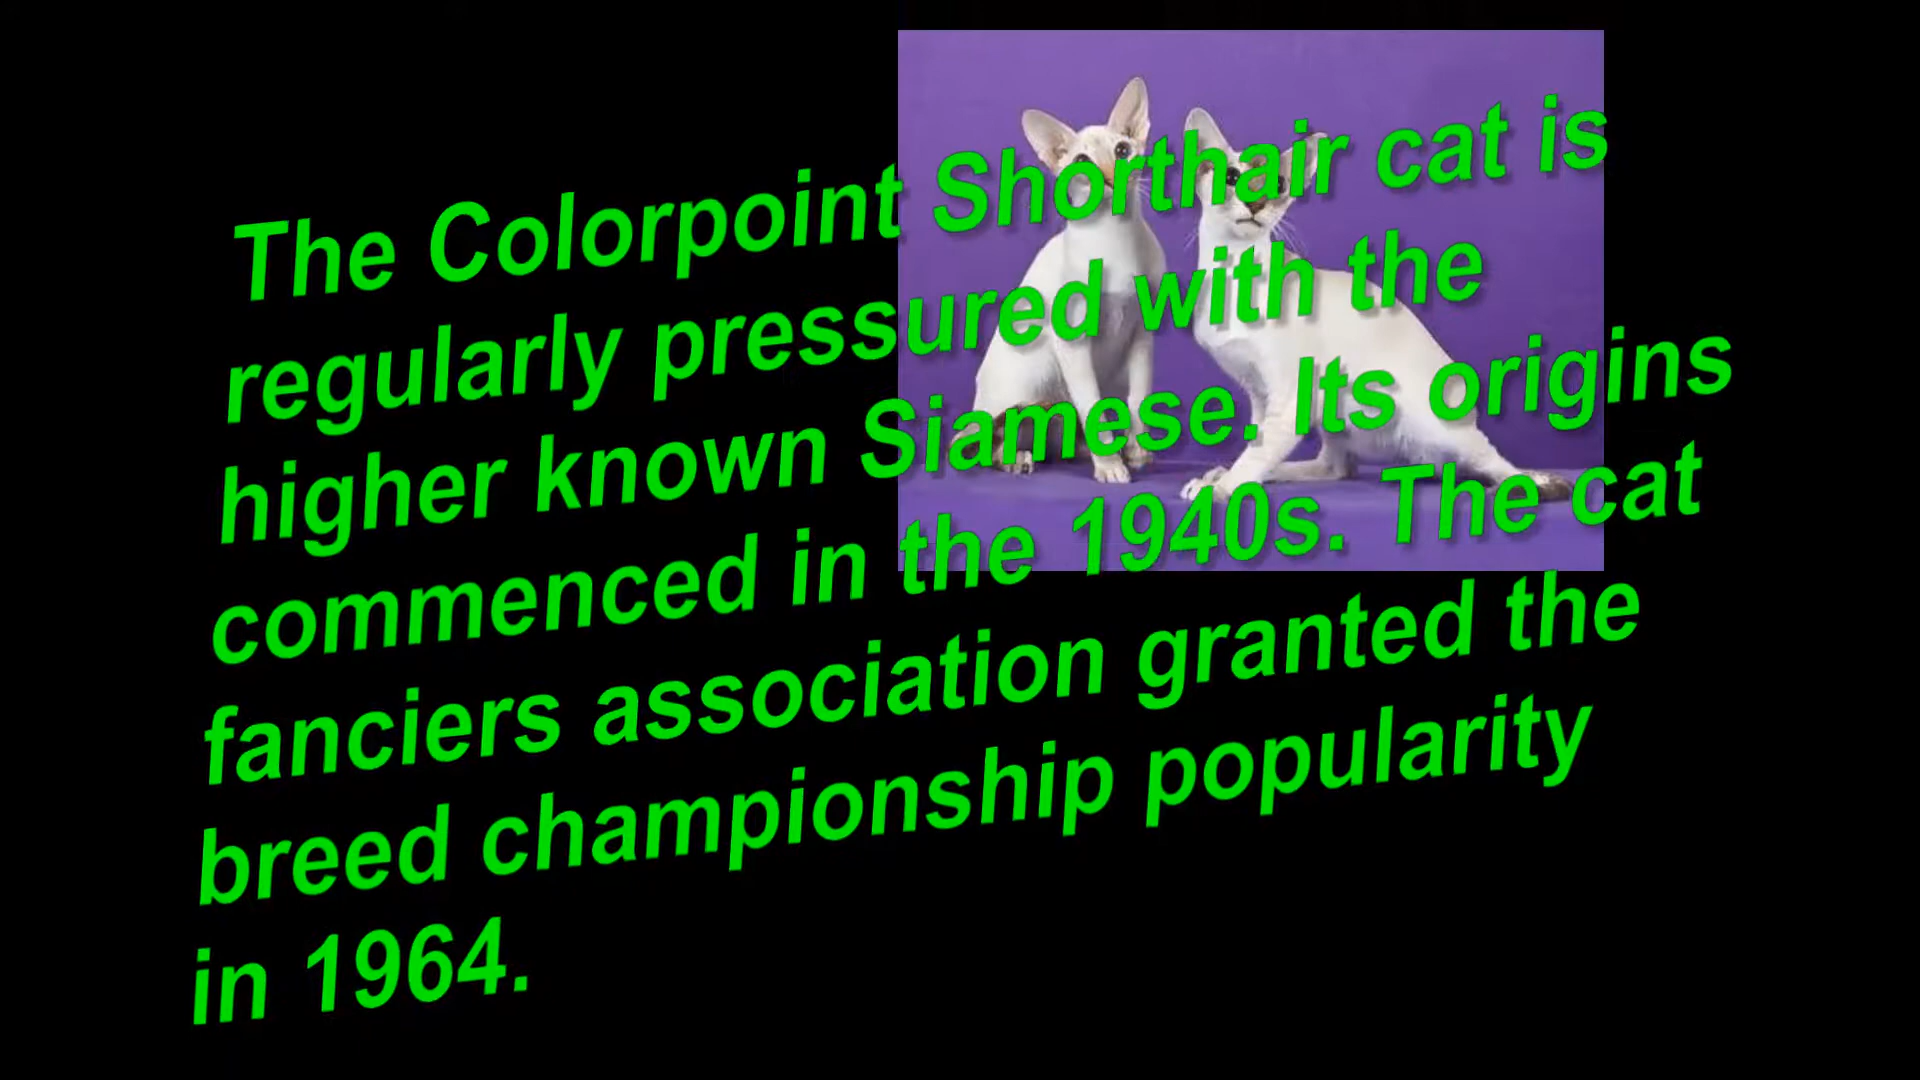 The Colorpoint Shorthair cat is
regularly pressured with the
higher known Siamese. Its origins
commenced in the 1940s. The cat
fanciers association granted the
breed championship popularity
in 1964.